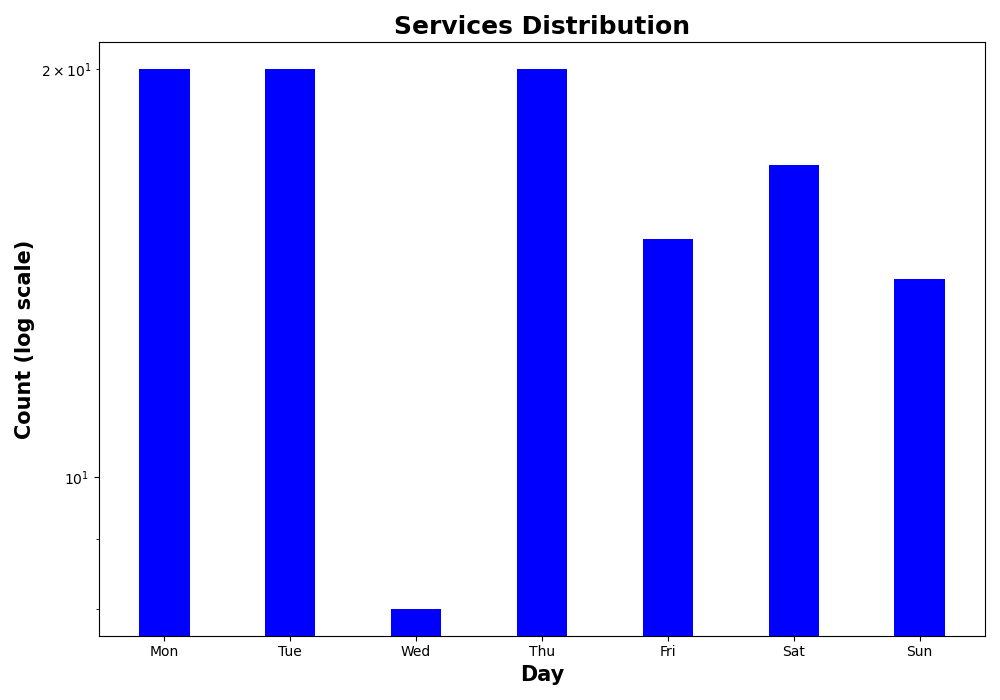 Services Distribution
2 × 10¹
10¹
Count (log scale)
Mon Tue Wed Thu Fri Sat Sun
Day